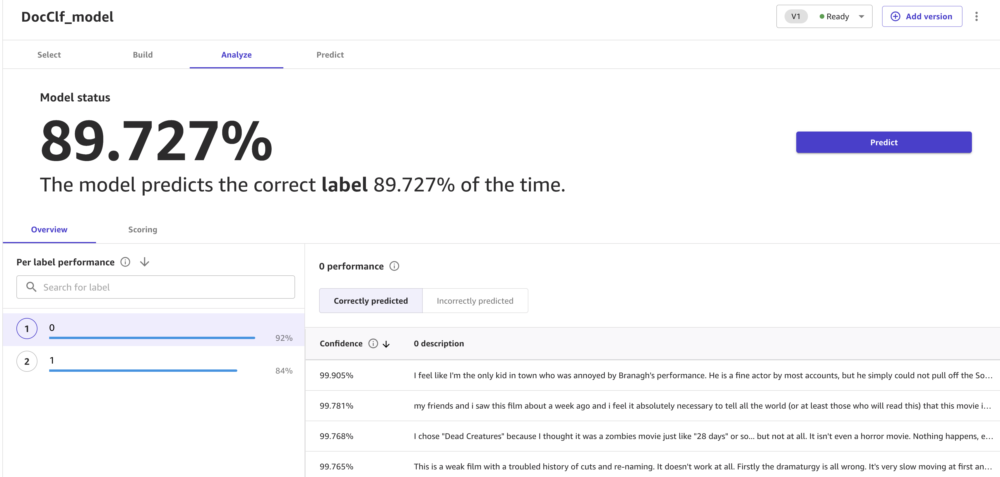 DocClf_model
V1 Ready Add version
Select Build Analyze Predict
Model status
89.727%
Predict
The model predicts the correct label 89.727% of the time.
Overview Scoring
Per label performance
Search for label
1 0 92%
2 1 84%
0 performance
Correctly predicted Incorrectly predicted
Confidence 0 description
99.905% I feel like I'm the only kid in town who was annoyed by Branagh's performance. He is a fine actor by most accounts, but he simply could not pull off the So...
99.781% my friends and i saw this film about a week ago and i feel it absolutely necessary to tell all the world (or at least those who will read this) that this movie i...
99.768% I chose "Dead Creatures" because I thought it was a zombies movie just like "28 days" or so... but not at all. It isn't even a horror movie. Nothing happens, e...
99.765% This is a weak film with a troubled history of cuts and re-naming. It doesn't work at all. Firstly the dramaturgy is all wrong. It's very slow moving at first an...